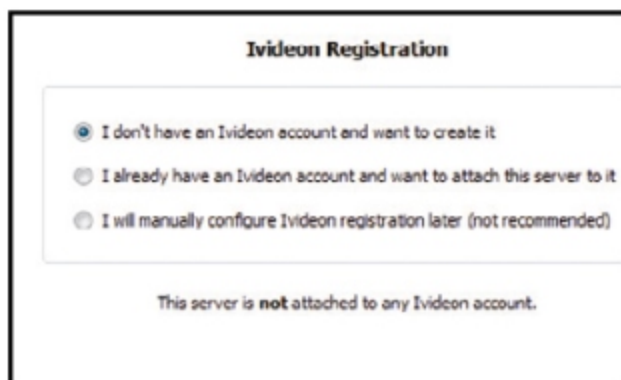 Ivideon Registration
I don't have an Ivideon account and want to create it
I already have an Ivideon account and want to attach this server to it
I will manually configure Ivideon registration later (not recommended)
This server is not attached to any Ivideon account.